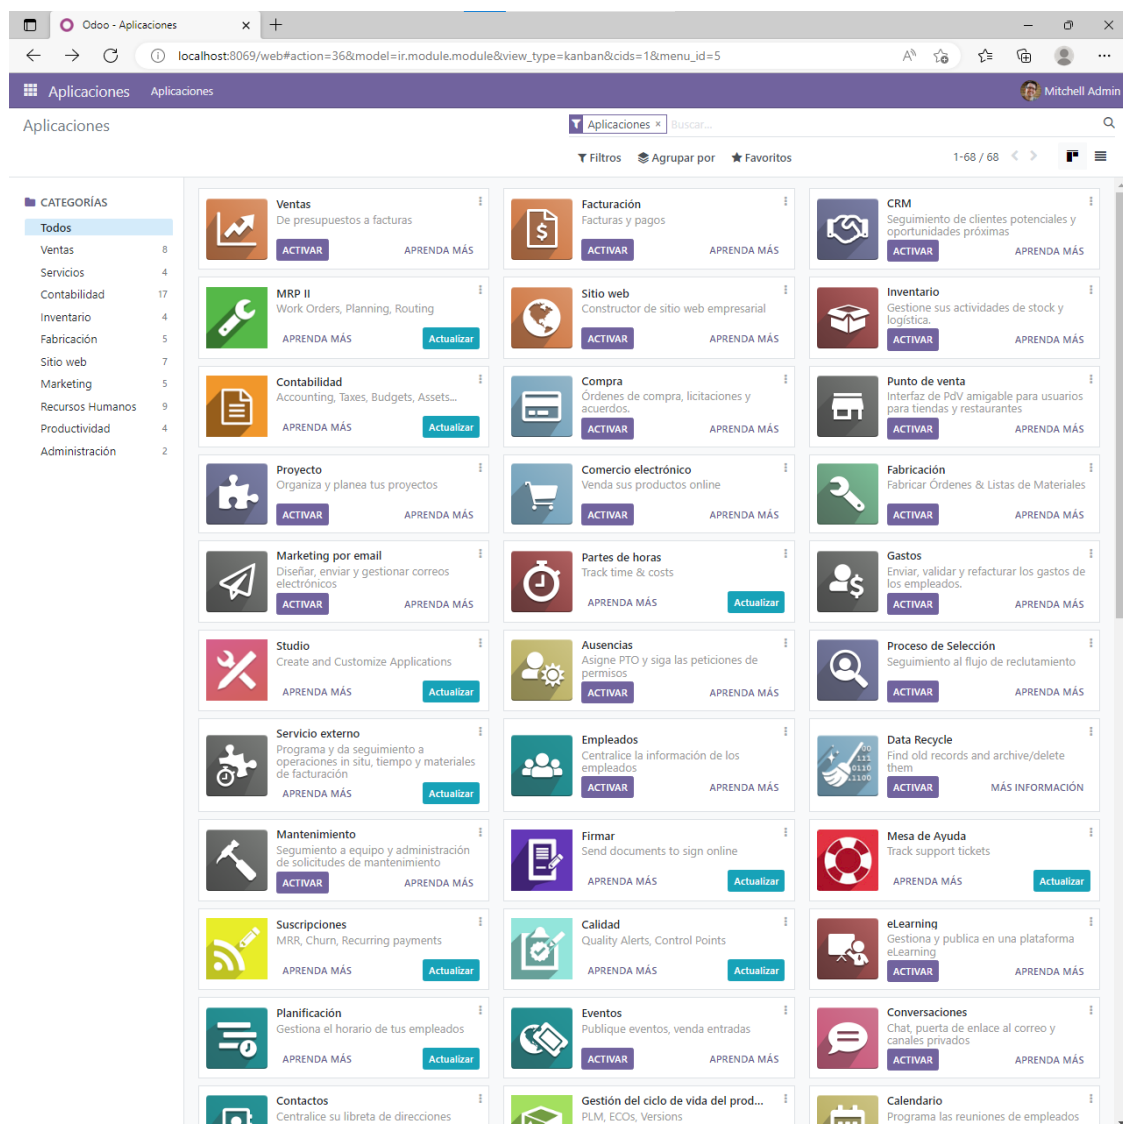 Odoo - Aplicaciones
localhost:8069/web#action=36&model=ir.module.module&view_type=kanban&cids=1&menu_id=5
Aplicaciones Aplicaciones Mitchell Admin
Aplicaciones
Aplicaciones × Buscar...
Filtros Agrupar por Favoritos 1-68 / 68
CATEGORÍAS
Todos
Ventas 8
Servicios 4
Contabilidad 17
Inventario 4
Fabricación 5
Sitio web 7
Marketing 5
Recursos Humanos 9
Productividad 4
Administración 2
Ventas
De presupuestos a facturas
ACTIVAR APRENDA MÁS
Facturación
Facturas y pagos
ACTIVAR APRENDA MÁS
CRM
Seguimiento de clientes potenciales y
oportunidades próximas
ACTIVAR APRENDA MÁS
MRP II
Work Orders, Planning, Routing
APRENDA MÁS Actualizar
Sitio web
Constructor de sitio web empresarial
ACTIVAR APRENDA MÁS
Inventario
Gestione sus actividades de stock y
logística.
ACTIVAR APRENDA MÁS
Contabilidad
Accounting, Taxes, Budgets, Assets...
APRENDA MÁS Actualizar
Compra
Órdenes de compra, licitaciones y
acuerdos.
ACTIVAR APRENDA MÁS
Punto de venta
Interfaz de PdV amigable para usuarios
para tiendas y restaurantes
ACTIVAR APRENDA MÁS
Proyecto
Organiza y planea tus proyectos
ACTIVAR APRENDA MÁS
Comercio electrónico
Venda sus productos online
ACTIVAR APRENDA MÁS
Fabricación
Fabricar Órdenes & Listas de Materiales
ACTIVAR APRENDA MÁS
Marketing por email
Diseñar, enviar y gestionar correos
electrónicos
ACTIVAR APRENDA MÁS
Partes de horas
Track time & costs
APRENDA MÁS Actualizar
Gastos
Enviar, validar y refacturar los gastos de
los empleados.
ACTIVAR APRENDA MÁS
Studio
Create and Customize Applications
APRENDA MÁS Actualizar
Ausencias
Asigne PTO y siga las peticiones de
permisos
ACTIVAR APRENDA MÁS
Proceso de Selección
Seguimiento al flujo de reclutamiento
ACTIVAR APRENDA MÁS
Servicio externo
Programa y da seguimiento a
operaciones in situ, tiempo y materiales
de facturación
APRENDA MÁS Actualizar
Empleados
Centralice la información de los
empleados
ACTIVAR APRENDA MÁS
Data Recycle
Find old records and archive/delete
them
ACTIVAR MÁS INFORMACIÓN
Mantenimiento
Segumiento a equipo y administración
de solicitudes de mantenimiento
ACTIVAR APRENDA MÁS
Firmar
Send documents to sign online
APRENDA MÁS Actualizar
Mesa de Ayuda
Track support tickets
APRENDA MÁS Actualizar
Suscripciones
MRR, Churn, Recurring payments
APRENDA MÁS Actualizar
Calidad
Quality Alerts, Control Points
APRENDA MÁS Actualizar
eLearning
Gestiona y publica en una plataforma
eLearning
ACTIVAR APRENDA MÁS
Planificación
Gestiona el horario de tus empleados
APRENDA MÁS Actualizar
Eventos
Publique eventos, venda entradas
ACTIVAR APRENDA MÁS
Conversaciones
Chat, puerta de enlace al correo y
canales privados
ACTIVAR APRENDA MÁS
Contactos
Centralice su libreta de direcciones
Gestión del ciclo de vida del prod...
PLM, ECOs, Versions
Calendario
Programa las reuniones de empleados